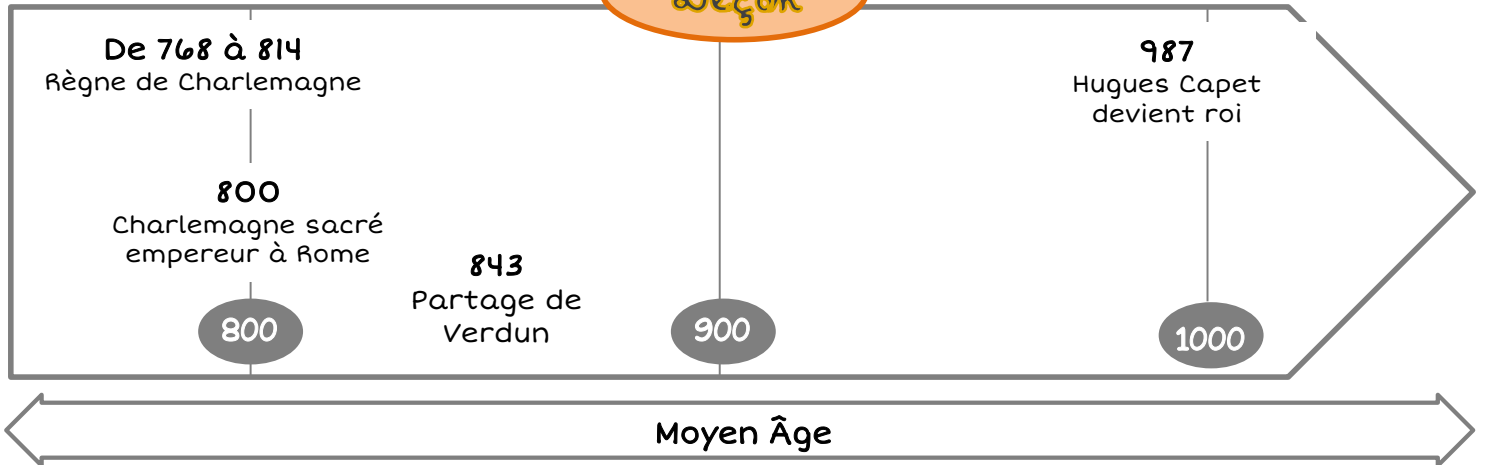 Leçon
De 768 à 814
Règne de Charlemagne
987
Hugues Capet
devient roi
800
Charlemagne sacré
empereur à Rome
843
Partage de
Verdun
800
900
1000
Moyen Âge